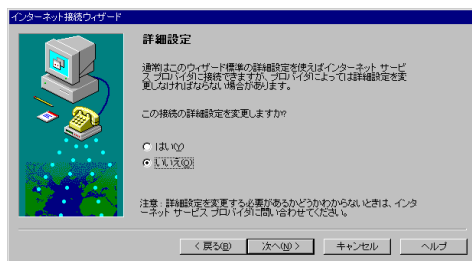 インターネット接続ウィザード
詳細設定
通常はこのウィザード標準の詳細設定を使えばインターネット サービ
ス プロバイダに接続できますが、プロバイダによっては詳細設定を変
更しなければならない場合があります。
この接続の詳細設定を変更しますか?
はい(Y)
いいえ(O)
注意 : 詳細設定を変更する必要があるかどうかわからないときは、インタ
ーネット サービス プロバイダに問い合わせてください。
< 戻る(B) 次へ(N) > キャンセル ヘルプ